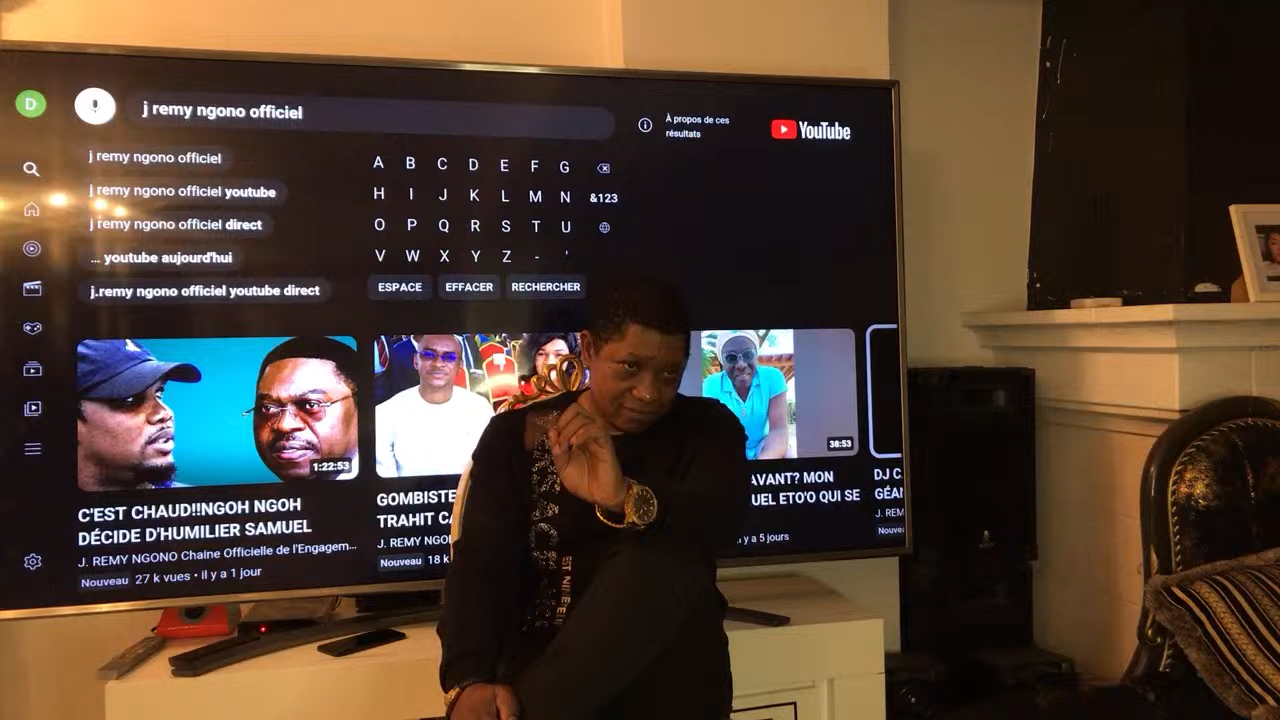 D
j remy ngono officiel
À propos de ces
résultats
YouTube
j remy ngono officiel
j remy ngono officiel youtube
j remy ngono officiel direct
... youtube aujourd'hui
j.remy ngono officiel youtube direct
A B C D E F G
H I J K L M N &123
O P Q R S T U
V W X Y Z - '
ESPACE EFFACER RECHERCHER
1:22:53
38:53
C'EST CHAUD!!NGOH NGOH
DÉCIDE D'HUMILIER SAMUEL
J. REMY NGONO Chaine Officielle de l'Engagem...
Nouveau 27 k vues • Il y a 1 jour
GOMBISTE
TRAHIT
J. REMY
Nouveau 18 k
AVANT? MON
UEL ETO'O QUI SE
y a 5 jours
DJ
J. REM
Nouve